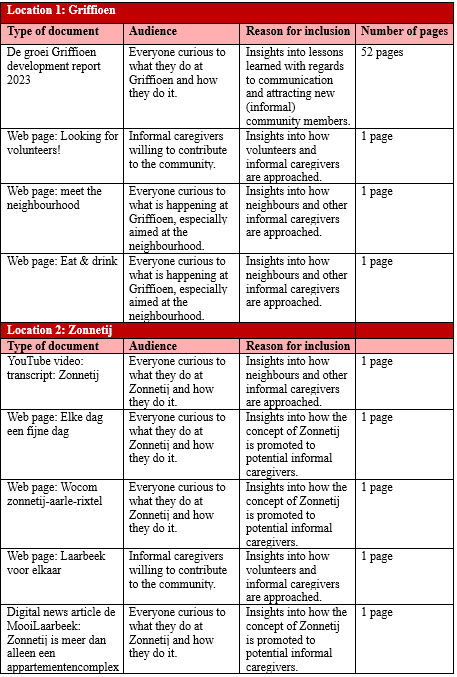 Location 1: Griffioen
Type of document Audience Reason for inclusion Number of pages
De groei Griffioen
development report
2023
Everyone curious to
what they do at
Griffioen and how
they do it.
Insights into lessons
learned with regards
to communication
and attracting new
(informal)
community members.
52 pages
Web page: Looking for
volunteers!
Informal caregivers
willing to contribute
to the community.
Insights into how
volunteers and
informal caregivers
are approached.
1 page
Web page: meet the
neighbourhood
Everyone curious to
what is happening at
Griffioen, especially
aimed at the
neighbourhood.
Insights into how
neighbours and other
informal caregivers
are approached.
1 page
Web page: Eat & drink
Everyone curious to
what is happening at
Griffioen, especially
aimed at the
neighbourhood.
Insights into how
neighbours and other
informal caregivers
are approached.
1 page
Location 2: Zonnetij
Type of document Audience Reason for inclusion
YouTube video:
transcript: Zonnetij
Everyone curious to
what they do at
Zonnetij and how
they do it.
Insights into how
neighbours and other
informal caregivers
are approached.
1 page
Web page: Elke dag
een fijne dag
Everyone curious to
what they do at
Zonnetij and how
they do it.
Insights into how the
concept of Zonnetij
is promoted to
potential informal
caregivers.
1 page
Web page: Wocom
zonnetij-aarle-rixtel
Everyone curious to
what they do at
Zonnetij and how
they do it.
Insights into how the
concept of Zonnetij
is promoted to
potential informal
caregivers.
1 page
Web page: Laarbeek
voor elkaar
Informal caregivers
willing to contribute
to the community.
Insights into how
volunteers and
informal caregivers
are approached.
1 page
Digital news article de
MooiLaarbeek:
Zonnetij is meer dan
alleen een
appartementencomplex
Everyone curious to
what they do at
Zonnetij and how
they do it.
Insights into how the
concept of Zonnetij
is promoted to
potential informal
caregivers.
1 page